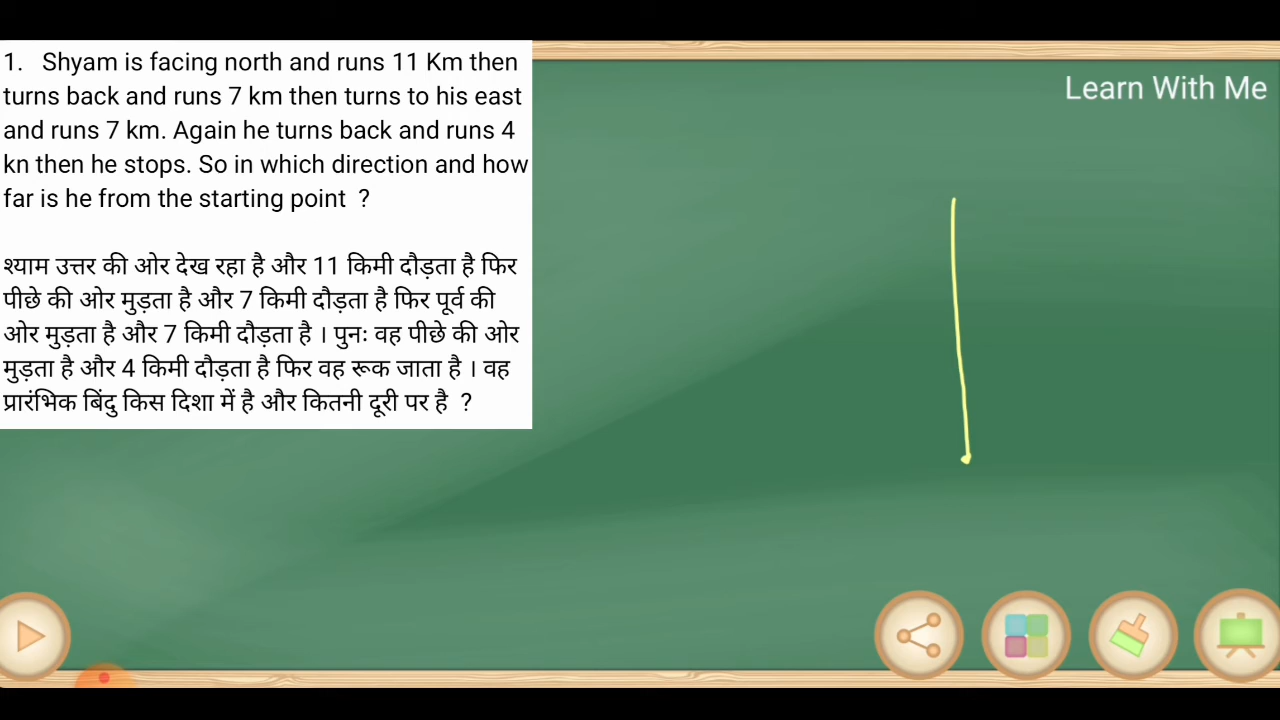 1. Shyam is facing north and runs 11 Km then
turns back and runs 7 km then turns to his east
and runs 7 km. Again he turns back and runs 4
kn then he stops. So in which direction and how
far is he from the starting point ?
श्याम उत्तर की ओर देख रहा है और 11 किमी दौड़ता है फिर
पीछे की ओर मुड़ता है और 7 किमी दौड़ता है फिर पूर्व की
ओर मुड़ता है और 7 किमी दौड़ता है । पुनः वह पीछे की ओर
मुड़ता है और 4 किमी दौड़ता है फिर वह रूक जाता है । वह
प्रारंभिक बिंदु किस दिशा में है और कितनी दूरी पर है ?
Learn With Me